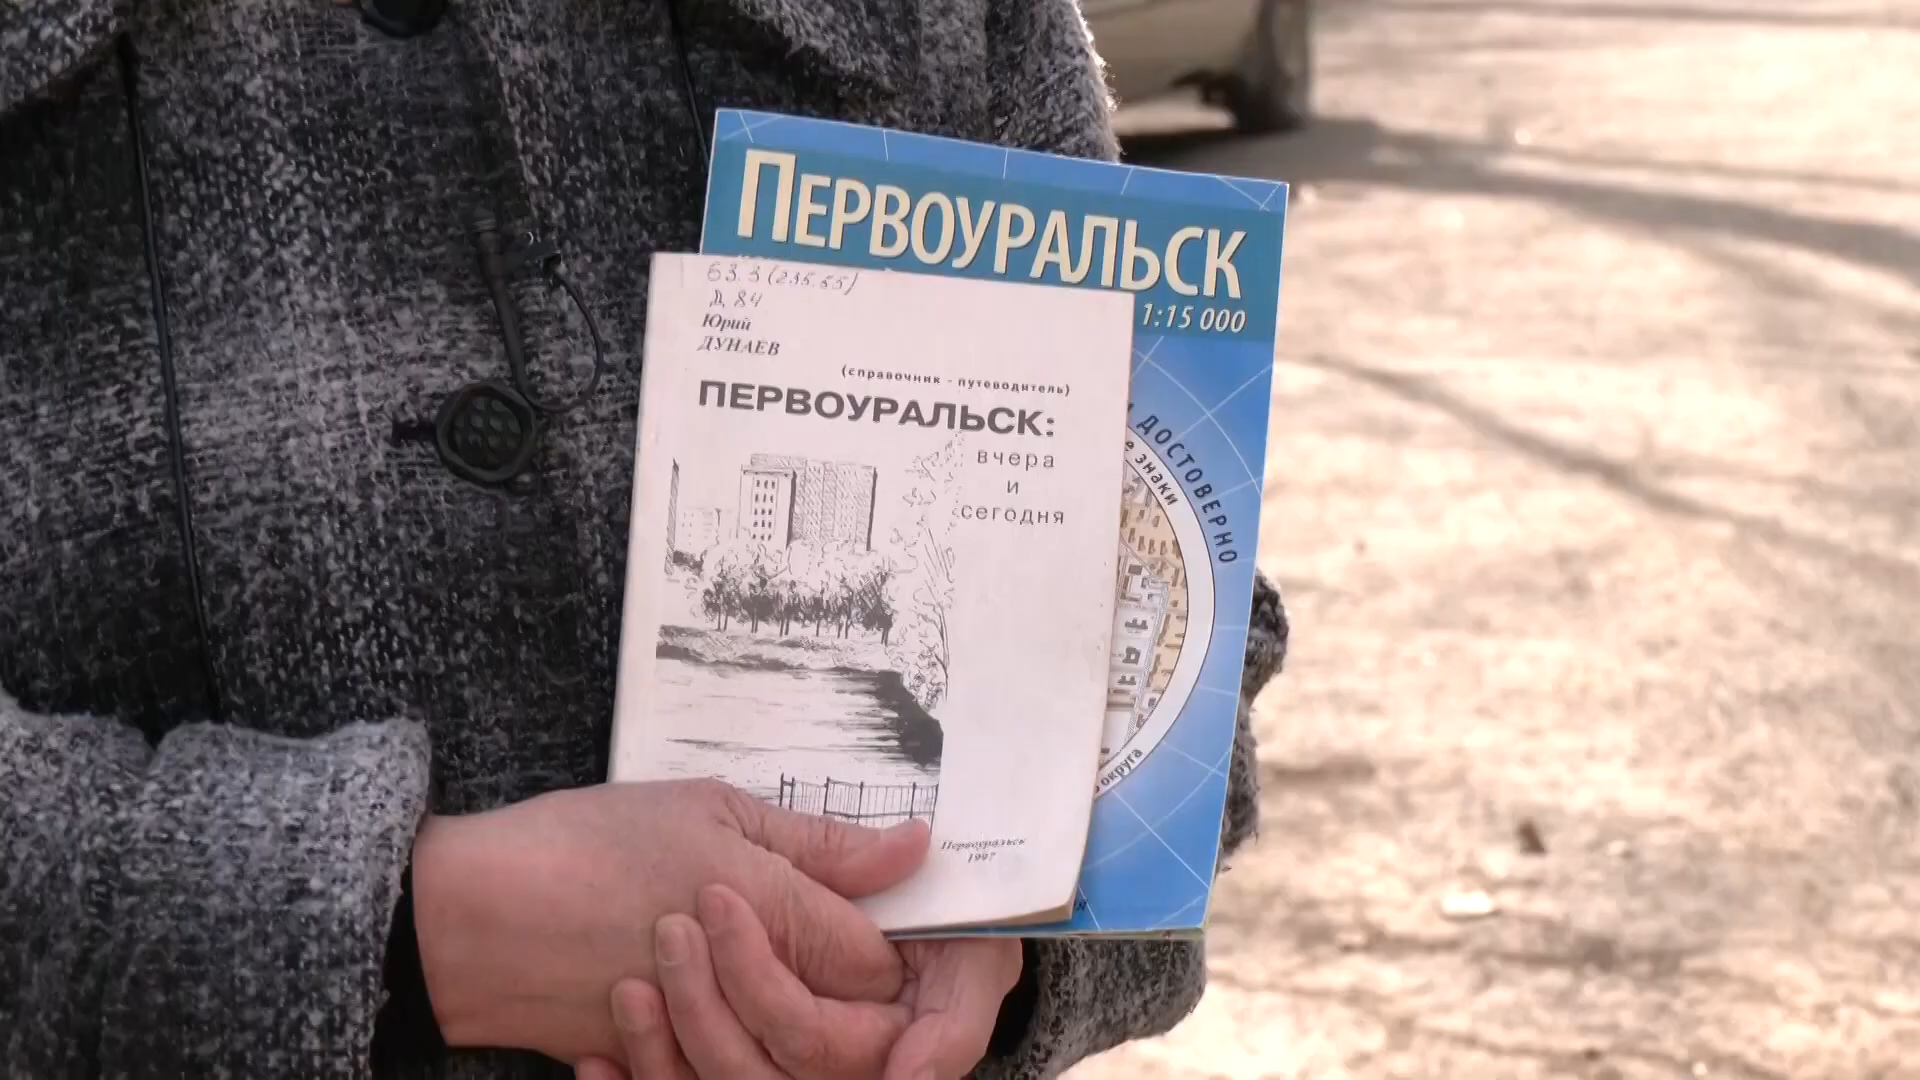 ПЕРВОУРАЛЬСК
1:15 000
63.3(235.55)
Д 84
Юрий
ДУНАЕВ
(справочник - путеводитель)
ПЕРВОУРАЛЬСК:
вчера
и
сегодня
Первоуральск
1997
ДОСТОВЕРНО
знаки
округа